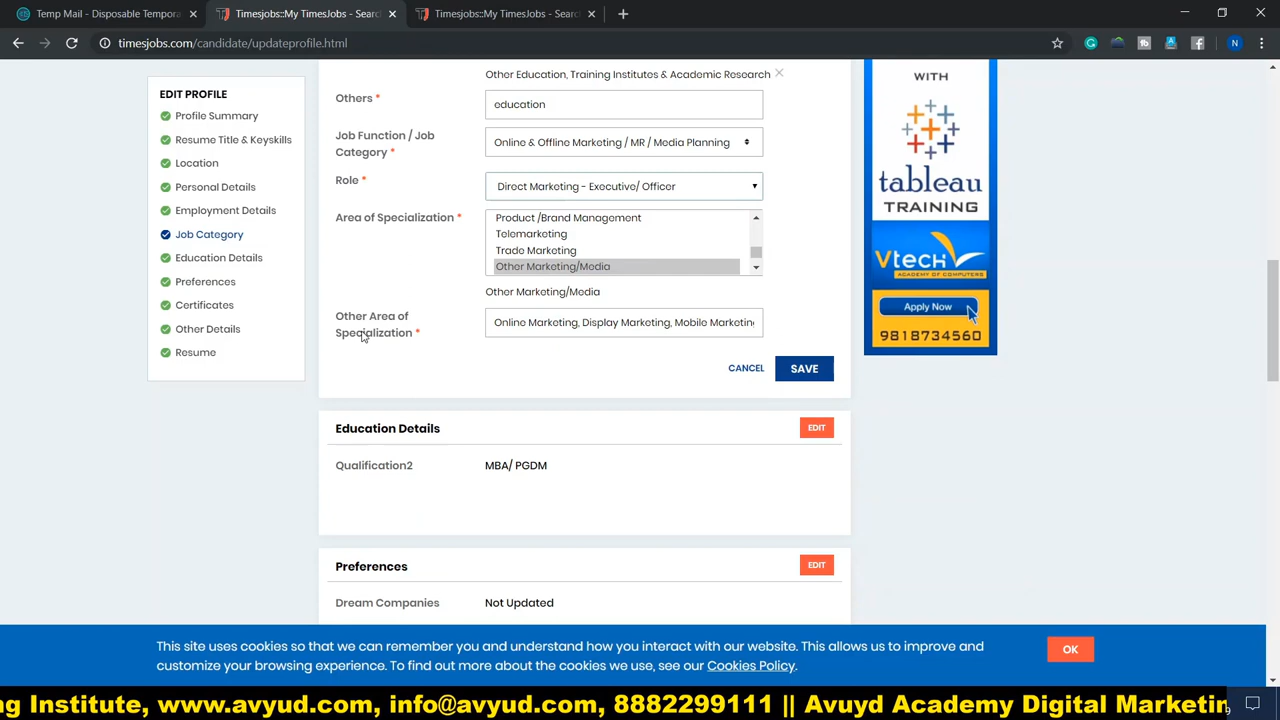 Temp Mail - Disposable Tempora
Timesjobs::My TimesJobs - Searc
Timesjobs::My TimesJobs - Searc
timesjobs.com/candidate/updateprofile.html
N
EDIT PROFILE
Profile Summary
Resume Title & Keyskills
Location
Personal Details
Employment Details
Job Category
Education Details
Preferences
Certificates
Other Details
Resume
Other Education, Training Institutes & Academic Research
Others *
education
Job Function / Job
Category *
Online & Offline Marketing / MR / Media Planning
Role *
Direct Marketing - Executive/ Officer
Area of Specialization *
Product /Brand Management
Telemarketing
Trade Marketing
Other Marketing/Media
Other Marketing/Media
Other Area of
Specialization *
Online Marketing, Display Marketing, Mobile Marketin
CANCEL
SAVE
Education Details
EDIT
Qualification2
MBA/ PGDM
Preferences
EDIT
Dream Companies
Not Updated
WITH
tableau
TRAINING
Vtech
ACADEMY OF COMPUTERS
Apply Now
9818734560
This site uses cookies so that we can remember you and understand how you interact with our website. This allows us to improve and
customize your browsing experience. To find out more about the cookies we use, see our Cookies Policy.
OK
ng Institute, www.avyud.com, info@avyud.com, 8882299111 || Avuyd Academy Digital Marketin